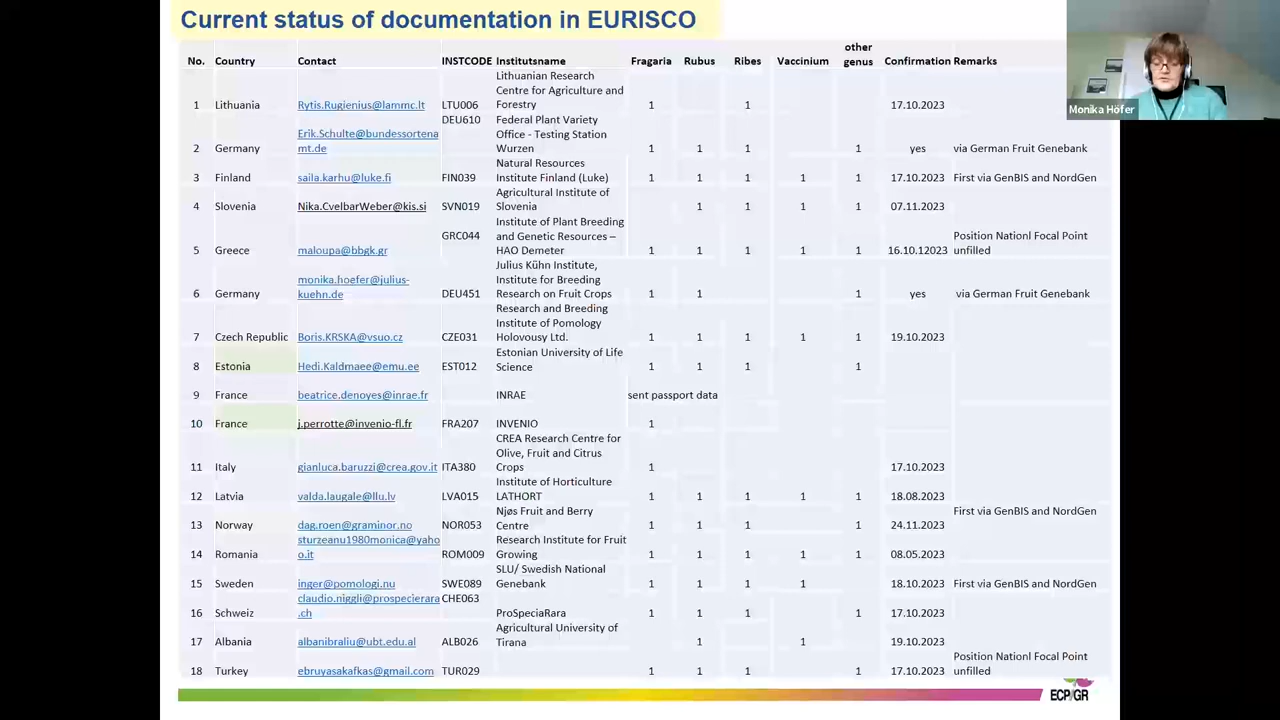 Current status of documentation in EURISCO
No. Country Contact INSTCODE Institutsname Fragaria Rubus Ribes Vaccinium other genus Confirmation Remarks
1 Lithuania Rytis.Rugienius@lammc.lt LTU006 Lithuanian Research Centre for Agriculture and Forestry 1 1 17.10.2023
2 Germany Erik.Schulte@bundessortenamt.de DEU610 Federal Plant Variety Office - Testing Station Wurzen 1 1 1 1 yes via German Fruit Genebank
3 Finland saila.karhu@luke.fi FIN039 Natural Resources Institute Finland (Luke) 1 1 1 1 1 17.10.2023 First via GenBIS and NordGen
4 Slovenia Nika.CvelbarWeber@kis.si SVN019 Agricultural Institute of Slovenia 1 1 1 1 07.11.2023
5 Greece maloupa@bbgk.gr GRC044 Institute of Plant Breeding and Genetic Resources – HAO Demeter 1 1 1 1 1 16.10.12023 Position Nationl Focal Point unfilled
6 Germany monika.hoefer@julius-kuehn.de DEU451 Julius Kühn Institute, Institute for Breeding Research on Fruit Crops 1 1 1 yes via German Fruit Genebank
7 Czech Republic Boris.KRSKA@vsuo.cz CZE031 Research and Breeding Institute of Pomology Holovousy Ltd. 1 1 1 1 1 19.10.2023
8 Estonia Hedi.Kaldmaee@emu.ee EST012 Estonian University of Life Science 1 1 1 1
9 France beatrice.denoyes@inrae.fr INRAE sent passport data
10 France j.perrotte@invenio-fl.fr FRA207 INVENIO 1
11 Italy gianluca.baruzzi@crea.gov.it ITA380 CREA Research Centre for Olive, Fruit and Citrus Crops 1 17.10.2023
12 Latvia valda.laugale@llu.lv LVA015 Institute of Horticulture LATHORT 1 1 1 1 1 18.08.2023
13 Norway dag.roen@graminor.no NOR053 Njøs Fruit and Berry Centre 1 1 1 1 24.11.2023 First via GenBIS and NordGen
14 Romania sturzeanu1980monica@yahoo.it ROM009 Research Institute for Fruit Growing 1 1 1 1 1 08.05.2023
15 Sweden inger@pomologi.nu SWE089 SLU/ Swedish National Genebank 1 1 1 1 18.10.2023 First via GenBIS and NordGen
16 Schweiz claudio.niggli@prospecierara.ch CHE063 ProSpeciaRara 1 1 1 1 17.10.2023
17 Albania albanibraliu@ubt.edu.al ALB026 Agricultural University of Tirana 1 1 19.10.2023
18 Turkey ebruyasakafkas@gmail.com TUR029 1 1 1 1 17.10.2023 Position Nationl Focal Point unfilled
Monika Höfer
ECP/GR